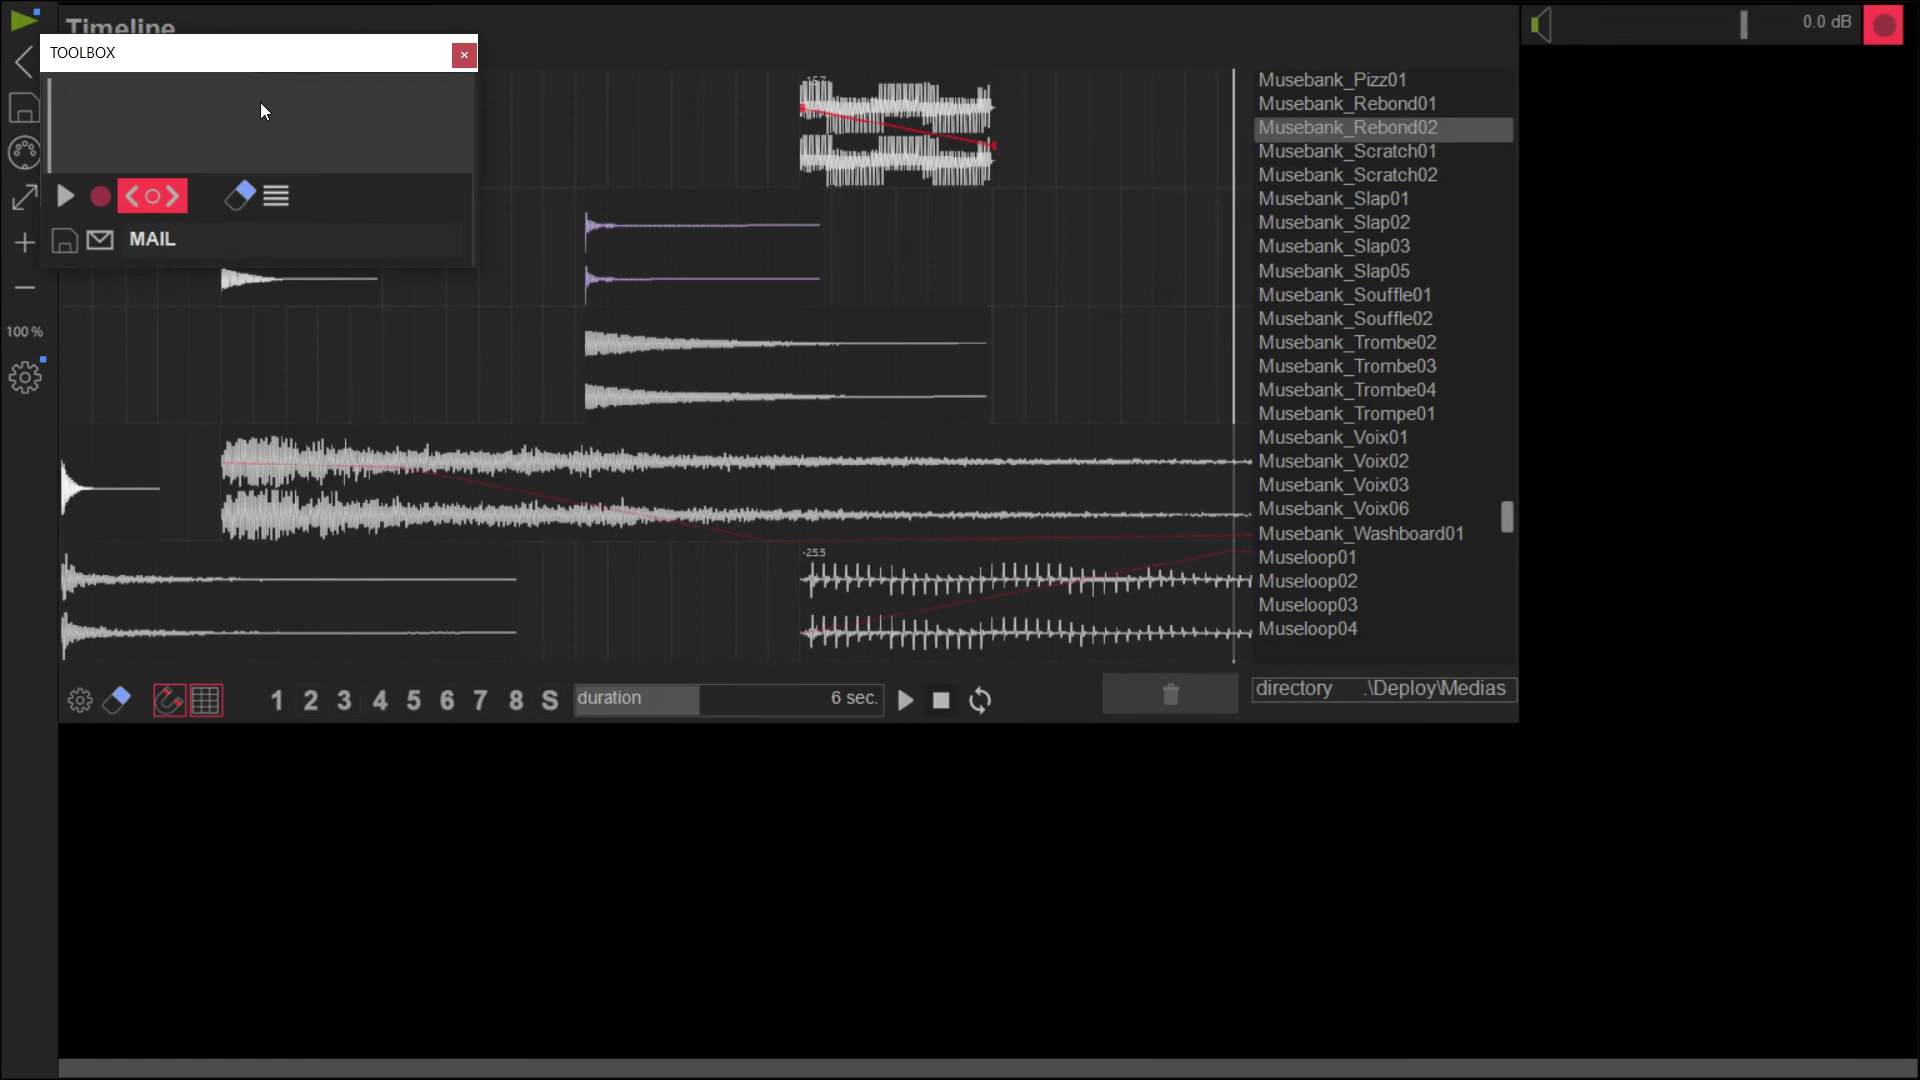 Timeline
0.0 dB
TOOLBOX
MAIL
100 %
-15.7
-25.5
Musebank_Pizz01
Musebank_Rebond01
Musebank_Rebond02
Musebank_Scratch01
Musebank_Scratch02
Musebank_Slap01
Musebank_Slap02
Musebank_Slap03
Musebank_Slap05
Musebank_Souffle01
Musebank_Souffle02
Musebank_Trombe02
Musebank_Trombe03
Musebank_Trombe04
Musebank_Trompe01
Musebank_Voix01
Musebank_Voix02
Musebank_Voix03
Musebank_Voix06
Musebank_Washboard01
Museloop01
Museloop02
Museloop03
Museloop04
1 2 3 4 5 6 7 8 S duration 6 sec.
directory .\Deploy\Medias